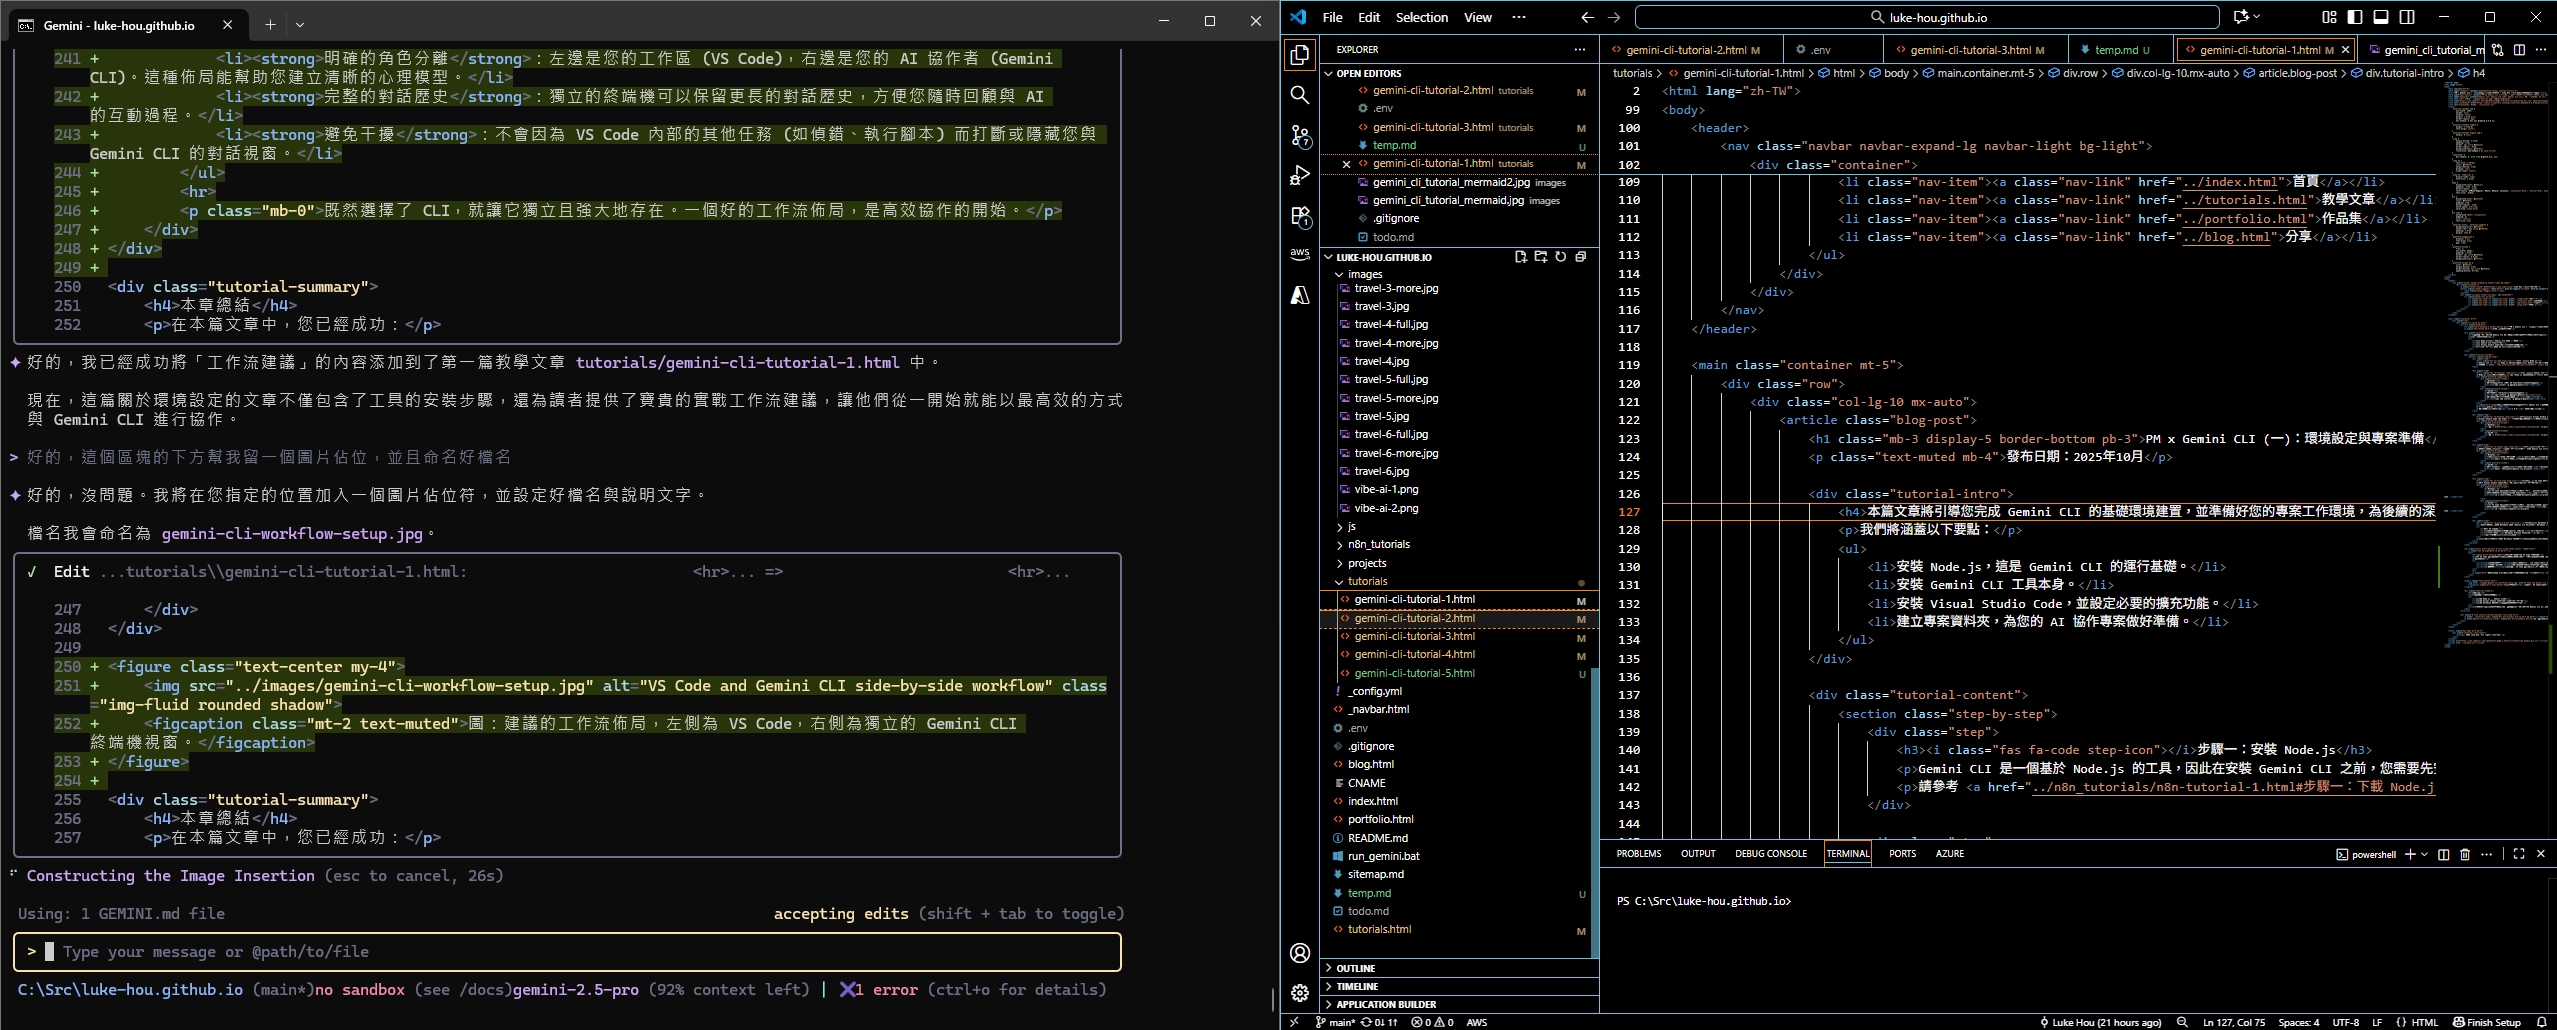 Gemini - luke-hou.github.io
241 + <li><strong>明確的角色分離</strong>：左邊是您的工作區 (VS Code)，右邊是您的 AI 協作者 (Gemini
CLI)。這種佈局能幫助您建立清晰的心理模型。</li>
242 + <li><strong>完整的對話歷史</strong>：獨立的終端機可以保留更長的對話歷史，方便您隨時回顧與 AI
的互動過程。</li>
243 + <li><strong>避免干擾</strong>：不會因為 VS Code 內部的其他任務 (如偵錯、執行腳本) 而打斷或隱藏您與
Gemini CLI 的對話視窗。</li>
244 + </ul>
245 + <hr>
246 + <p class="mb-0">既然選擇了 CLI，就讓它獨立且強大地存在。一個好的工作流佈局，是高效協作的開始。</p>
247 + </div>
248 + </div>
249 +
250 <div class="tutorial-summary">
251 <h4>本章總結</h4>
252 <p>在本篇文章中，您已經成功：</p>
✦ 好的，我已經成功將「工作流建議」的內容添加到了第一篇教學文章 tutorials/gemini-cli-tutorial-1.html 中。
現在，這篇關於環境設定的文章不僅包含了工具的安裝步驟，還為讀者提供了寶貴的實戰工作流建議，讓他們從一開始就能以最高效的方式
與 Gemini CLI 進行協作。
> 好的，這個區塊的下方幫我留一個圖片佔位，並且命名好檔名
✦ 好的，沒問題。我將在您指定的位置加入一個圖片佔位符，並設定好檔名與說明文字。
檔名我會命名為 gemini-cli-workflow-setup.jpg。
✓ Edit ...tutorials\\gemini-cli-tutorial-1.html: <hr>... => <hr>...
247 </div>
248 </div>
249
250 + <figure class="text-center my-4">
251 + <img src="../images/gemini-cli-workflow-setup.jpg" alt="VS Code and Gemini CLI side-by-side workflow" class
="img-fluid rounded shadow">
252 + <figcaption class="mt-2 text-muted">圖：建議的工作流佈局，左側為 VS Code，右側為獨立的 Gemini CLI
終端機視窗。</figcaption>
253 + </figure>
254 +
255 <div class="tutorial-summary">
256 <h4>本章總結</h4>
257 <p>在本篇文章中，您已經成功：</p>
Constructing the Image Insertion (esc to cancel, 26s)
Using: 1 GEMINI.md file accepting edits (shift + tab to toggle)
> Type your message or @path/to/file
C:\Src\luke-hou.github.io (main*)no sandbox (see /docs)gemini-2.5-pro (92% context left) | ✖1 error (ctrl+o for details)
File Edit Selection View ··· luke-hou.github.io
EXPLORER
OPEN EDITORS
gemini-cli-tutorial-2.html tutorials M
.env
gemini-cli-tutorial-3.html tutorials M
temp.md U
gemini-cli-tutorial-1.html tutorials M
gemini_cli_tutorial_mermaid2.jpg images
gemini_cli_tutorial_mermaid.jpg images
.gitignore
todo.md
LUKE-HOU.GITHUB.IO
images
travel-3-more.jpg
travel-3.jpg
travel-4-full.jpg
travel-4-more.jpg
travel-4.jpg
travel-5-full.jpg
travel-5-more.jpg
travel-5.jpg
travel-6-full.jpg
travel-6-more.jpg
travel-6.jpg
vibe-ai-1.png
vibe-ai-2.png
js
n8n_tutorials
projects
tutorials
gemini-cli-tutorial-1.html M
gemini-cli-tutorial-2.html M
gemini-cli-tutorial-3.html M
gemini-cli-tutorial-4.html M
gemini-cli-tutorial-5.html U
_config.yml
_navbar.html
.env
.gitignore
blog.html
CNAME
index.html
portfolio.html
README.md
run_gemini.bat
sitemap.md
temp.md U
todo.md
tutorials.html M
OUTLINE
TIMELINE
APPLICATION BUILDER
7
1
aws
gemini-cli-tutorial-2.html M .env gemini-cli-tutorial-3.html M temp.md U gemini-cli-tutorial-1.html M gemini_cli_tutorial_m
tutorials > gemini-cli-tutorial-1.html > html > body > main.container.mt-5 > div.row > div.col-lg-10.mx-auto > article.blog-post > div.tutorial-intro > h4
2 <html lang="zh-TW">
99 <body>
100 <header>
101 <nav class="navbar navbar-expand-lg navbar-light bg-light">
102 <div class="container">
109 <li class="nav-item"><a class="nav-link" href="../index.html">首頁</a></li>
110 <li class="nav-item"><a class="nav-link" href="../tutorials.html">教學文章</a></li
111 <li class="nav-item"><a class="nav-link" href="../portfolio.html">作品集</a></li>
112 <li class="nav-item"><a class="nav-link" href="../blog.html">分享</a></li>
113 </ul>
114 </div>
115 </div>
116 </nav>
117 </header>
118
119 <main class="container mt-5">
120 <div class="row">
121 <div class="col-lg-10 mx-auto">
122 <article class="blog-post">
123 <h1 class="mb-3 display-5 border-bottom pb-3">PM x Gemini CLI (一)：環境設定與專案準備</
124 <p class="text-muted mb-4">發布日期：2025年10月</p>
125
126 <div class="tutorial-intro">
127 <h4>本篇文章將引導您完成 Gemini CLI 的基礎環境建置，並準備好您的專案工作環境，為後續的深
128 <p>我們將涵蓋以下要點：</p>
129 <ul>
130 <li>安裝 Node.js，這是 Gemini CLI 的運行基礎。</li>
131 <li>安裝 Gemini CLI 工具本身。</li>
132 <li>安裝 Visual Studio Code，並設定必要的擴充功能。</li>
133 <li>建立專案資料夾，為您的 AI 協作專案做好準備。</li>
134 </ul>
135 </div>
136
137 <div class="tutorial-content">
138 <section class="step-by-step">
139 <div class="step">
140 <h3><i class="fas fa-code step-icon"></i>步驟一：安裝 Node.js</h3>
141 <p>Gemini CLI 是一個基於 Node.js 的工具，因此在安裝 Gemini CLI 之前，您需要先
142 <p>請參考 <a href="../n8n_tutorials/n8n-tutorial-1.html#步驟一：下載 Node.j
143 </div>
144
PROBLEMS OUTPUT DEBUG CONSOLE TERMINAL PORTS AZURE powershell
PS C:\Src\luke-hou.github.io>
main* 0↓ 1↑ 0 0 AWS Luke Hou (21 hours ago) Ln 127, Col 75 Spaces: 4 UTF-8 LF {} HTML Finish Setup